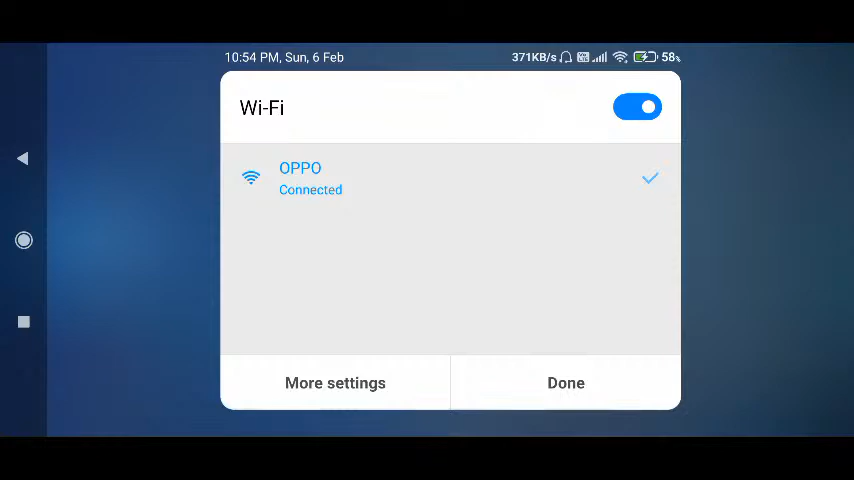 10:54 PM, Sun, 6 Feb 371KB/s 58%
Wi-Fi
OPPO
Connected
More settings Done